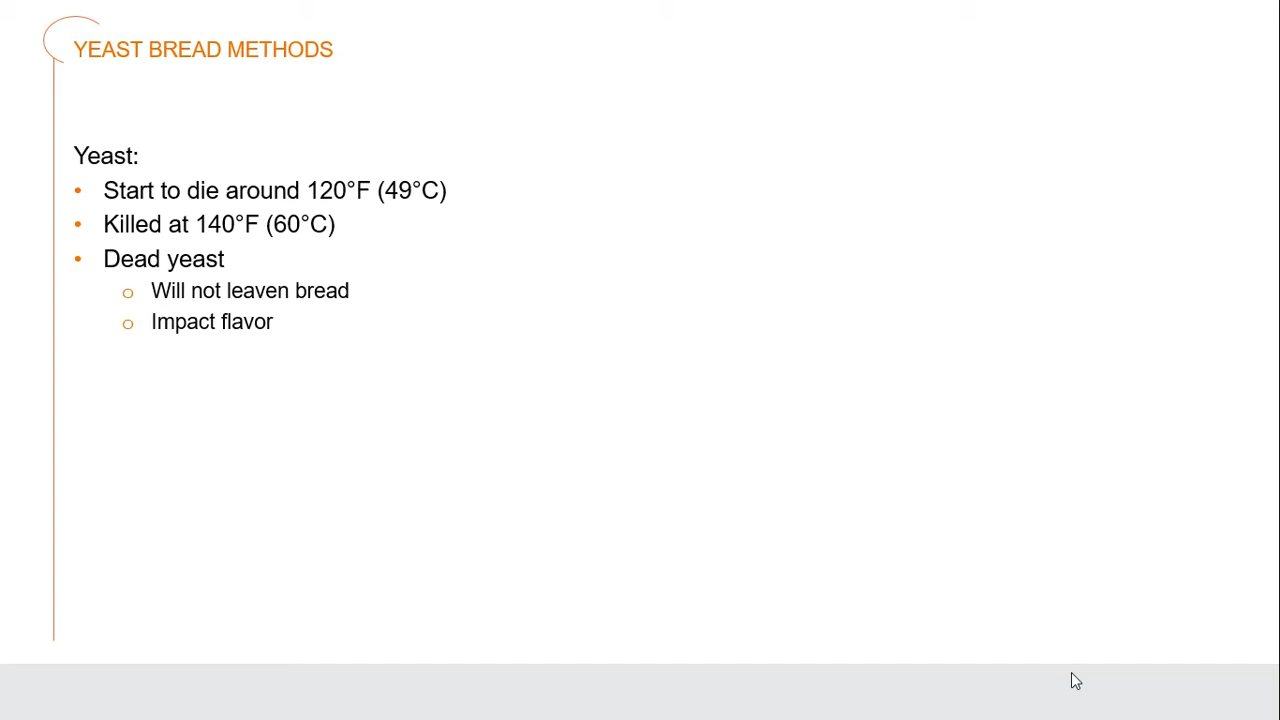 YEAST BREAD METHODS
Yeast:
• Start to die around 120°F (49°C)
• Killed at 140°F (60°C)
• Dead yeast
o Will not leaven bread
o Impact flavor